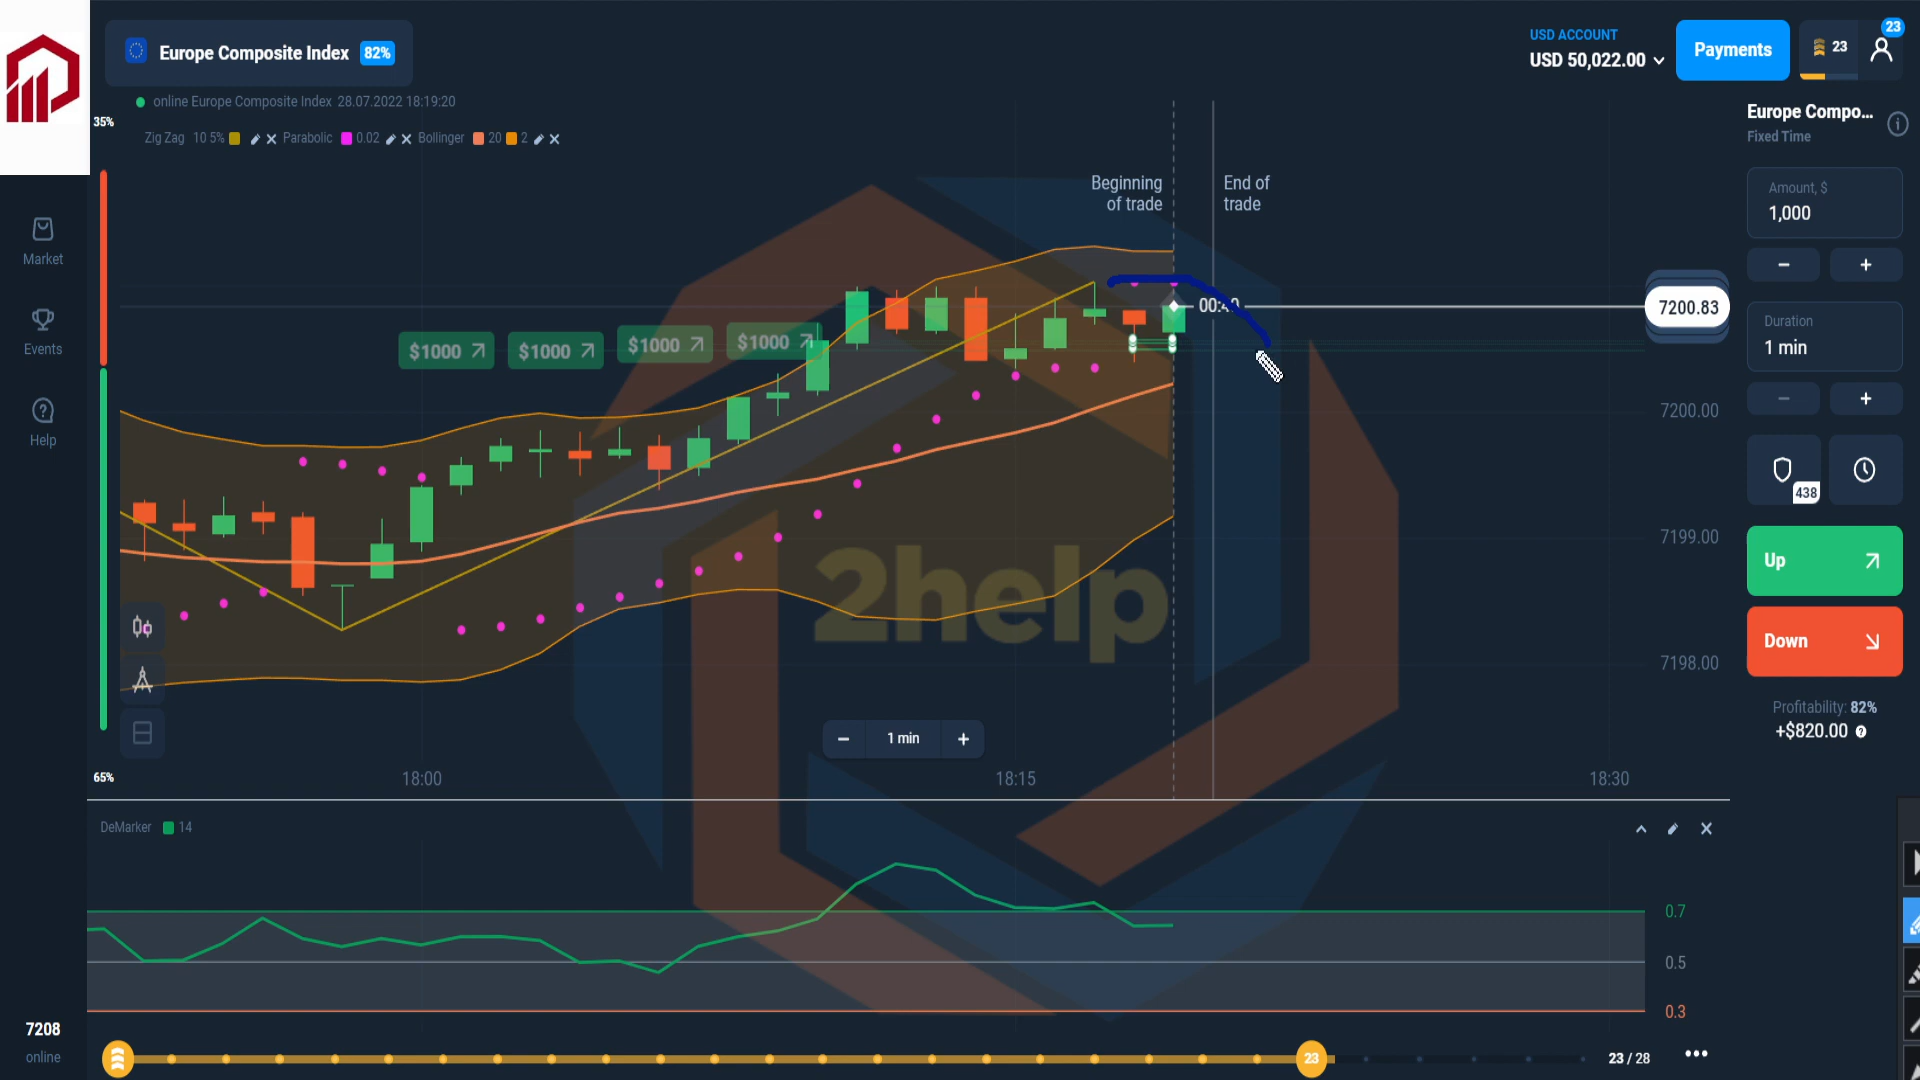 Europe Composite Index 82%
USD ACCOUNT
USD 50,022.00
Payments
23
23
online Europe Composite Index 28.07.2022 18:19:20
35%
Zig Zag 10 5% Parabolic 0.02 Bollinger 20 2
Europe Compo...
Fixed Time
Beginning of trade
End of trade
Amount, $
1,000
- +
Market
Events
Help
$1000
$1000
$1000
$1000
7200.83
Duration
1 min
- +
7200.00
438
7199.00
Up
Down
2help
7198.00
Profitability: 82%
+$820.00
- 1 min +
65%
18:00
18:15
18:30
DeMarker 14
0.7
0.5
0.3
7208
online
23
23 / 28